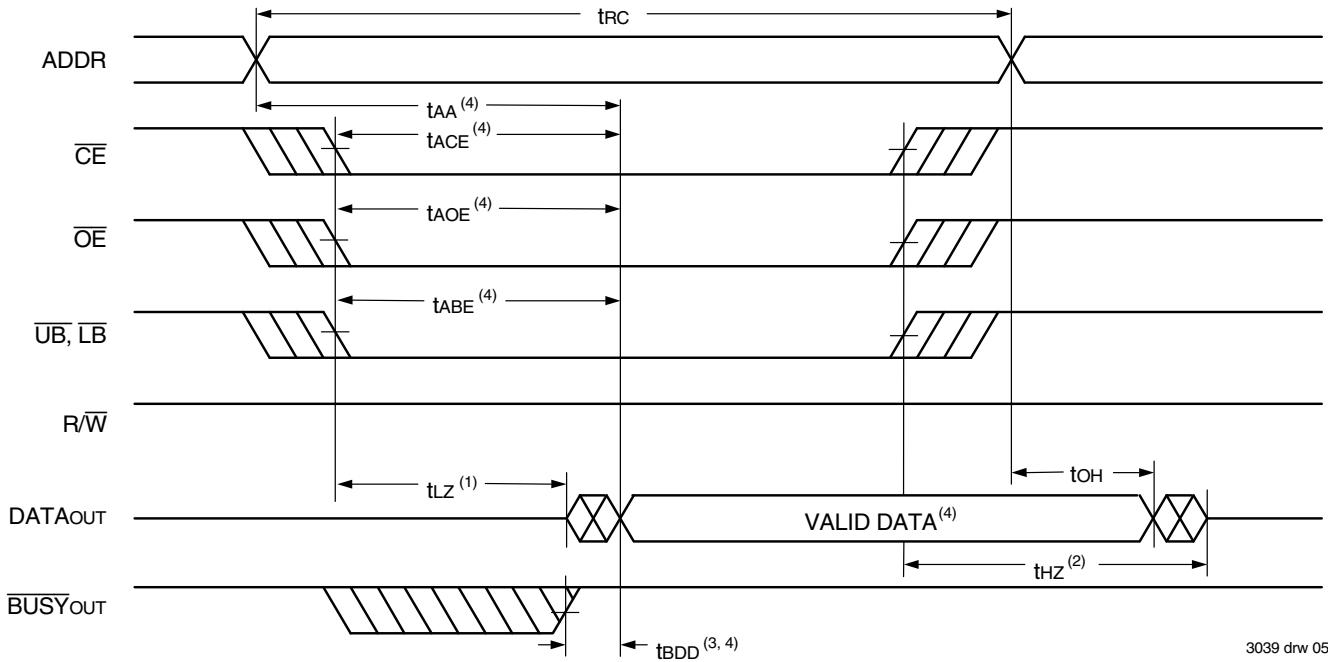 tRC
ADDR
tAA (4)
tACE (4)
CE
tAOE (4)
OE
tABE (4)
UB, LB
R/W
tLZ (1)
tOH
DATAOUT
VALID DATA(4)
tHZ (2)
BUSYOUT
tBDD (3, 4)
3039 drw 05